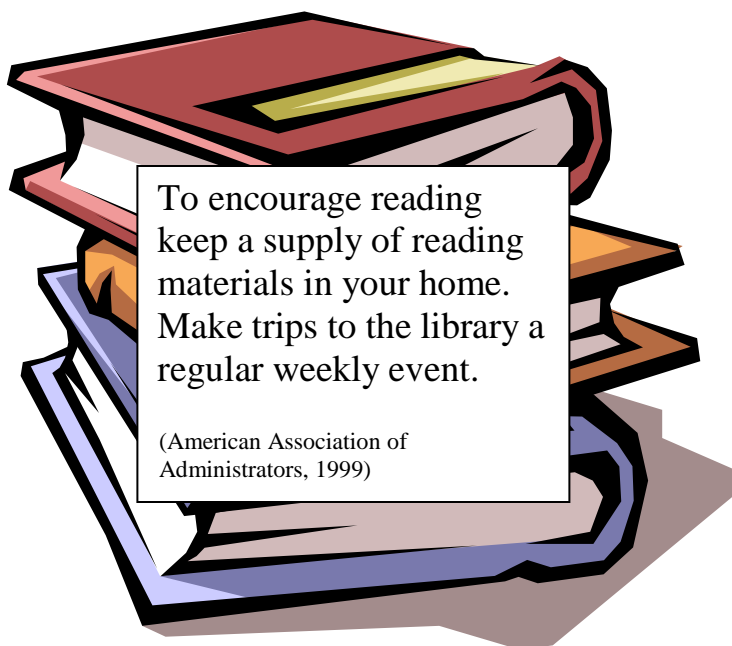 To encourage reading
keep a supply of reading
materials in your home.
Make trips to the library a
regular weekly event.
(American Association of
Administrators, 1999)